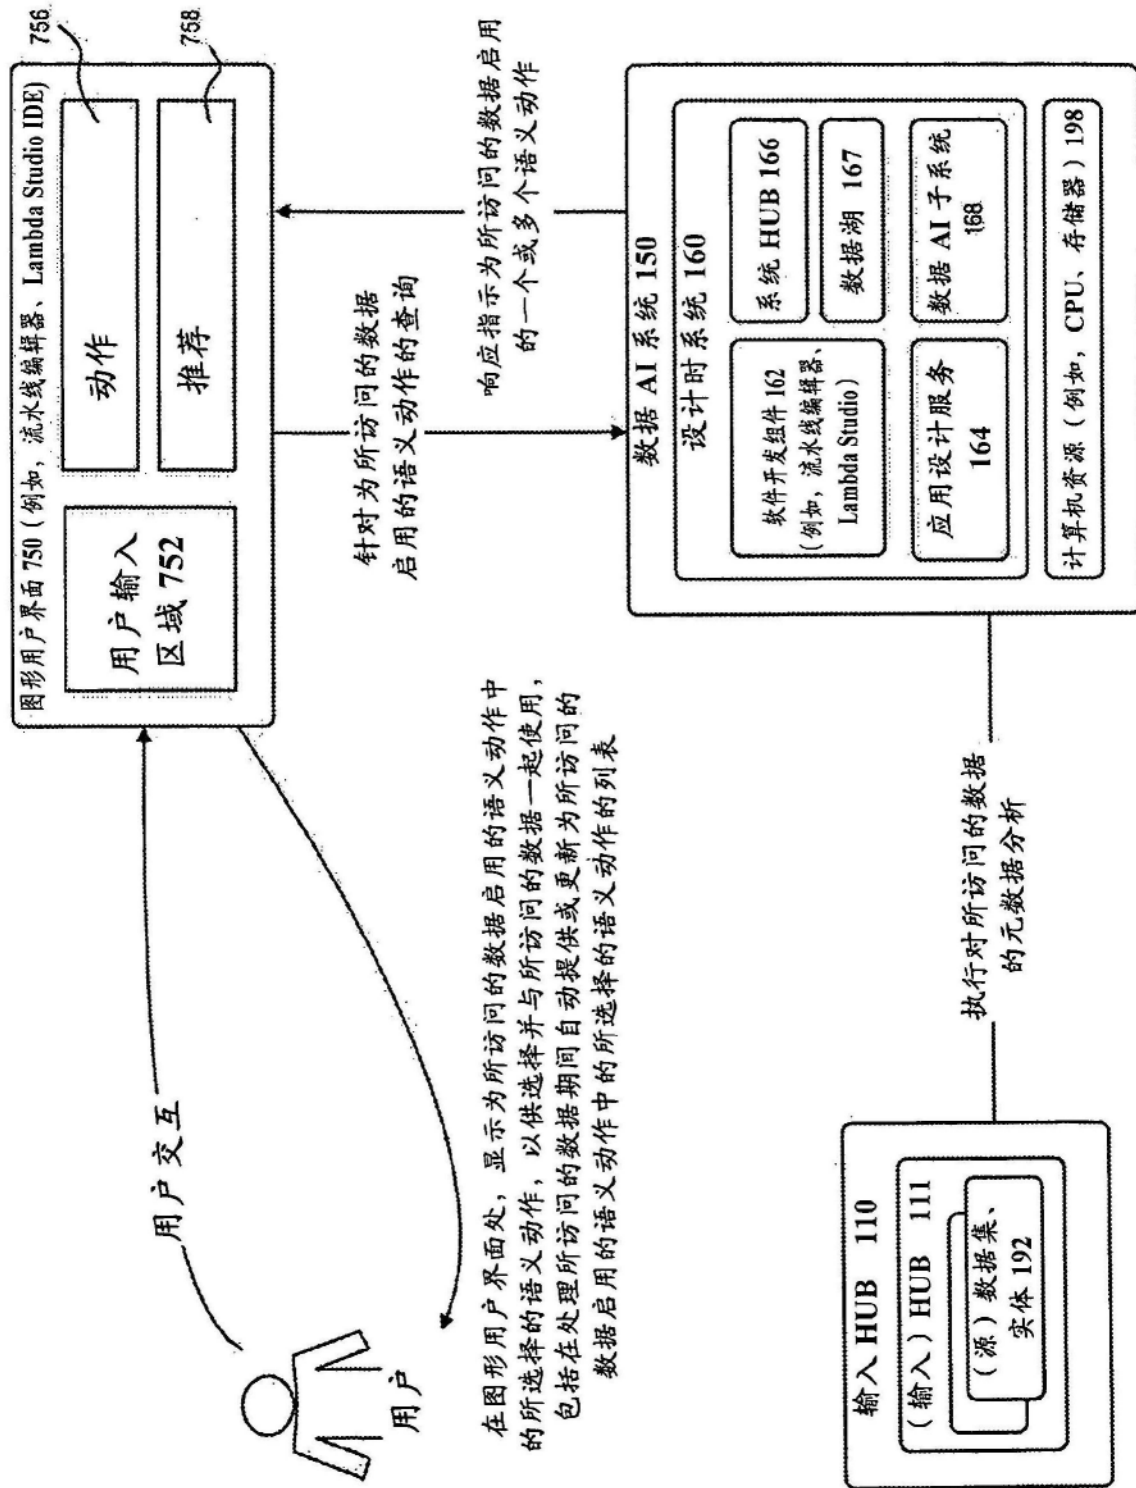 图形用户界面 750（例如，流水线编辑器、Lambda Studio IDE）
用户输入
区域 752
动作
756
推荐
758
用户交互
用户
针对为所访问的数据
启用的语义动作的查询
响应指示为所访问的数据启用
的一个或多个语义动作
在图形用户界面处，显示为所访问的数据启用的语义动作中
的所选择的语义动作，以供选择并与所访问的数据一起使用，
包括在处理所访问的数据期间自动提供或更新为所访问的
数据启用的语义动作中的所选择的语义动作的列表
数据 AI 系统 150
设计时系统 160
软件开发组件 162
(例如，流水线编辑器、
Lambda Studio)
系统 HUB 166
数据湖 167
应用设计服务
164
数据 AI 子系统
168
计算机资源（例如，CPU、存储器）198
执行对所访问的数据
的元数据分析
输入 HUB 110
（输入）HUB 111
（源）数据集、
实体 192